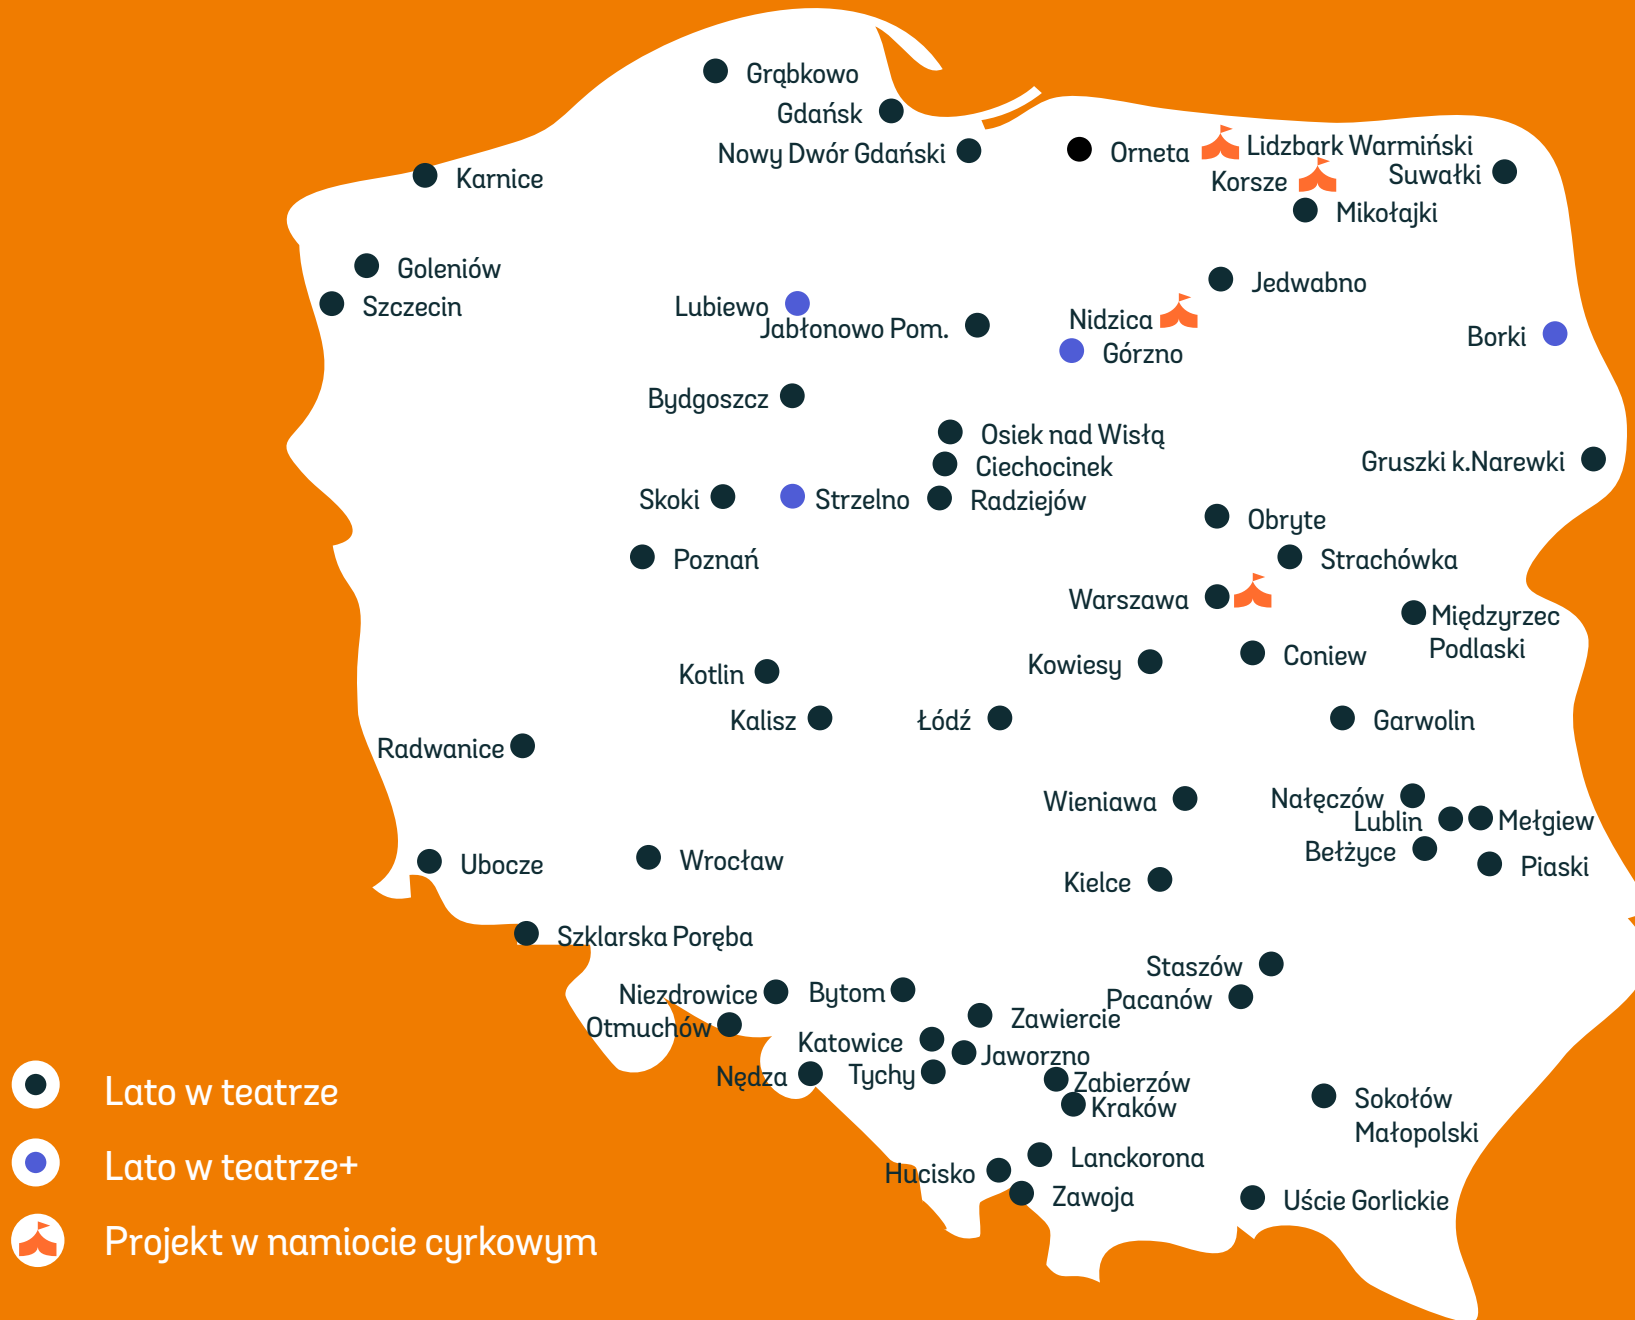 Grąbkowo
Gdańsk
Nowy Dwór Gdański
Orneta
Lidzbark Warmiński
Karnice
Korsze
Suwałki
Mikołajki
Goleniów
Szczecin
Lubiewo
Jabłonowo Pom.
Jedwabno
Nidzica
Górzno
Borki
Bydgoszcz
Osiek nad Wisłą
Ciechocinek
Gruszki k.Narewki
Skoki
Strzelno
Radziejów
Obryte
Poznań
Strachówka
Warszawa
Międzyrzec
Podlaski
Kotlin
Kowiesy
Coniew
Kalisz
Łódź
Garwolin
Radwanice
Wieniawa
Nałęczów
Lublin
Mełgiew
Bełżyce
Piaski
Ubocze
Wrocław
Kielce
Szklarska Poręba
Staszów
Niezdrowice
Bytom
Pacanów
Otmuchów
Zawiercie
Katowice
Jaworzno
Nędza
Tychy
Zabierzów
Kraków
Sokołów
Małopolski
Hucisko
Lanckorona
Zawoja
Uście Gorlickie
Lato w teatrze
Lato w teatrze+
Projekt w namiocie cyrkowym